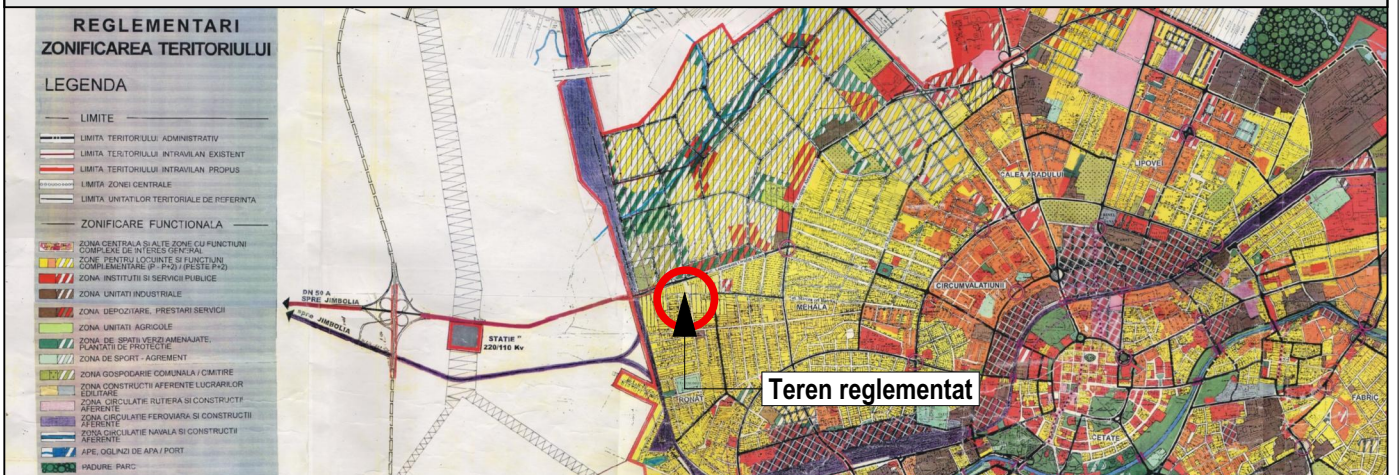 REGLEMENTARI
ZONIFICAREA TERITORIULUI
LEGENDA
LIMITE
LIMITA TERITORIULUI ADMINISTRATIV
LIMITA TERITORIULUI INTRAVILAN EXISTENT
LIMITA TERITORIULUI INTRAVILAN PROPUS
LIMITA ZONEI CENTRALE
LIMITA UNITATILOR TERITORIALE DE REFERINTA
ZONIFICARE FUNCTIONALA
ZONA CENTRALA SI ALTE ZONE CU FUNCTIUNI
COMPLEXE DE INTERES GENERAL
ZONE PENTRU LOCUINTE SI FUNCTIUNI
COMPLEMENTARE (P - P+2) / (PESTE P+2)
ZONA INSTITUTII SI SERVICII PUBLICE
ZONA UNITATI INDUSTRIALE
ZONA DEPOZITARE, PRESTARI SERVICII
ZONA UNITATI AGRICOLE
ZONA DE SPATII VERZI AMENAJATE,
PLANTATII DE PROTECTIE
ZONA DE SPORT - AGREMENT
ZONA GOSPODARIE COMUNALA / CIMITIRE
ZONA CONSTRUCTII AFERENTE LUCRARILOR
EDILITARE
ZONA CIRCULATIE RUTIERA SI CONSTRUCTII
AFERENTE
ZONA CIRCULATIE FEROVIARA SI CONSTRUCTII
AFERENTE
ZONA CIRCULATIE NAVALA SI CONSTRUCTII
AFERENTE
APE, OGLINZI DE APA / PORT
PADURE PARC
DN 59 A
SPRE JIMBOLIA
spre JIMBOLIA
STATIE
220/110 Kv
Teren reglementat
RONAT
MEHALA
CIRCUMVALATIUNII
CALEA ARADULUI
LIPOVEI
CETATE
FABRIC